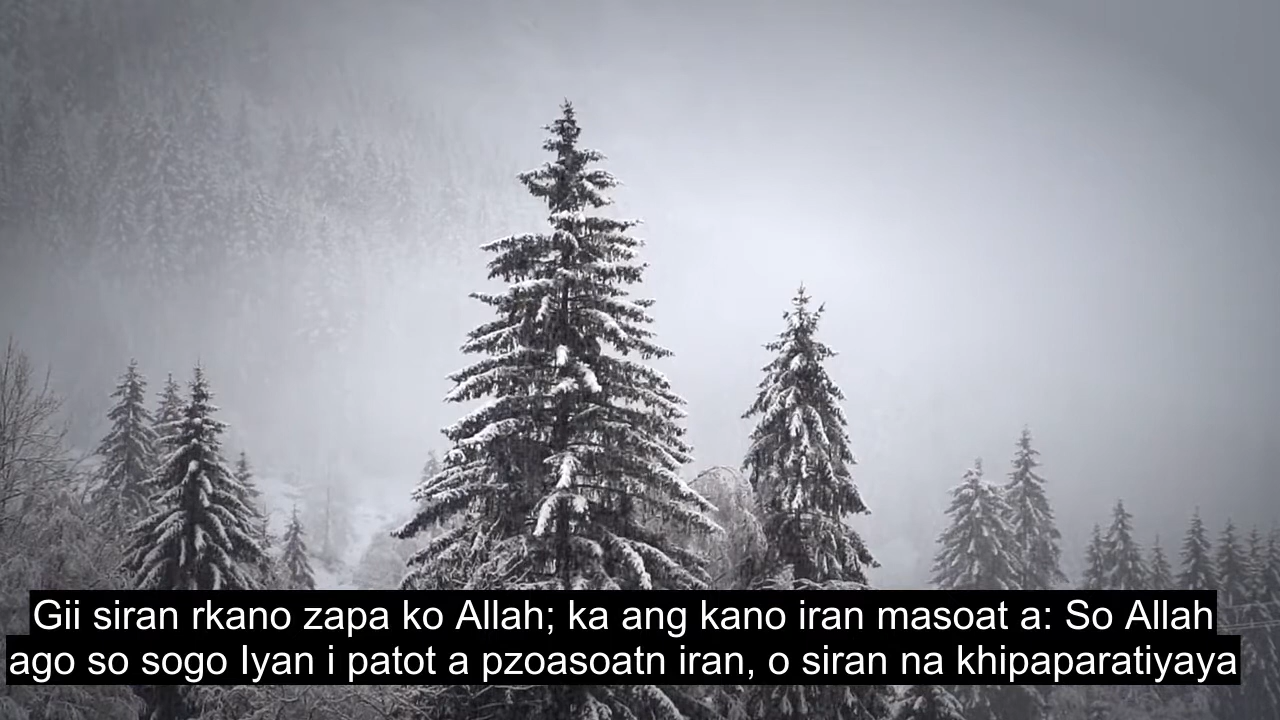 Gii siran rkano zapa ko Allah; ka ang kano iran masoat a: So Allah
ago so sogo Iyan i patot a pzoasoatn iran, o siran na khipaparatiyaya